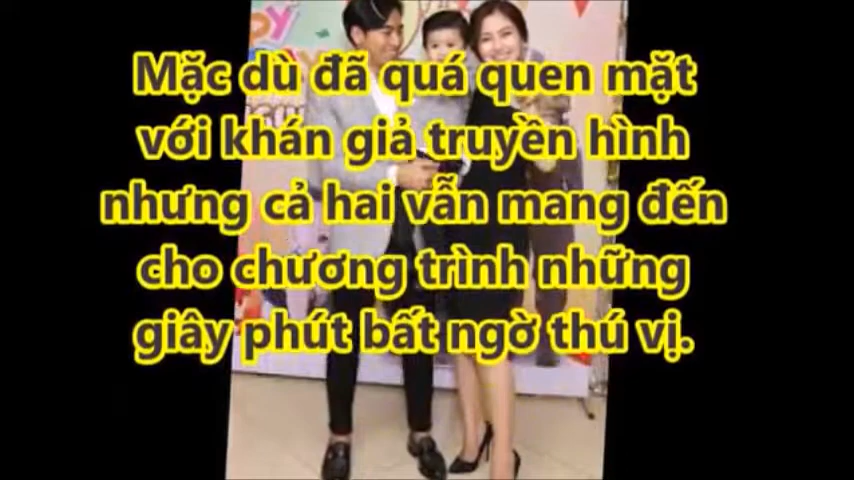 Mặc dù đã quá quen mặt
với khán giả truyền hình
nhưng cả hai vẫn mang đến
cho chương trình những
giây phút bất ngờ thú vị.